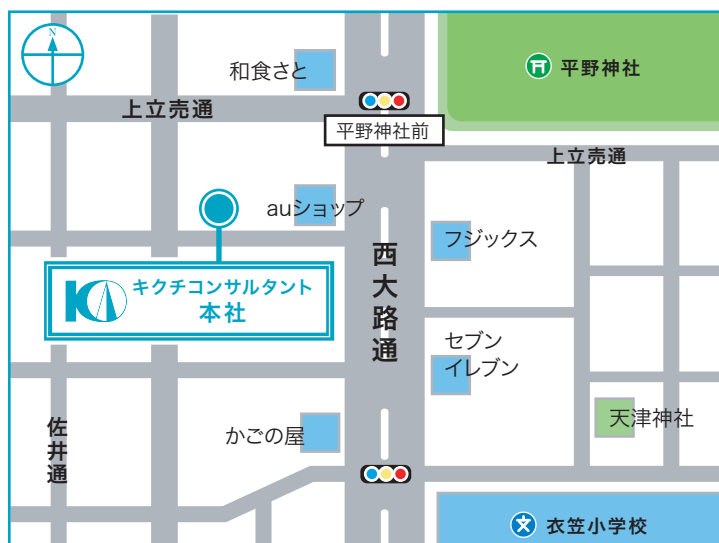 N
和食さと
平野神社
上立売通
平野神社前
上立売通
auショップ
フジックス
西大路通
キクチコンサルタント
本社
セブン
イレブン
佐井通
かごの屋
天津神社
文
衣笠小学校